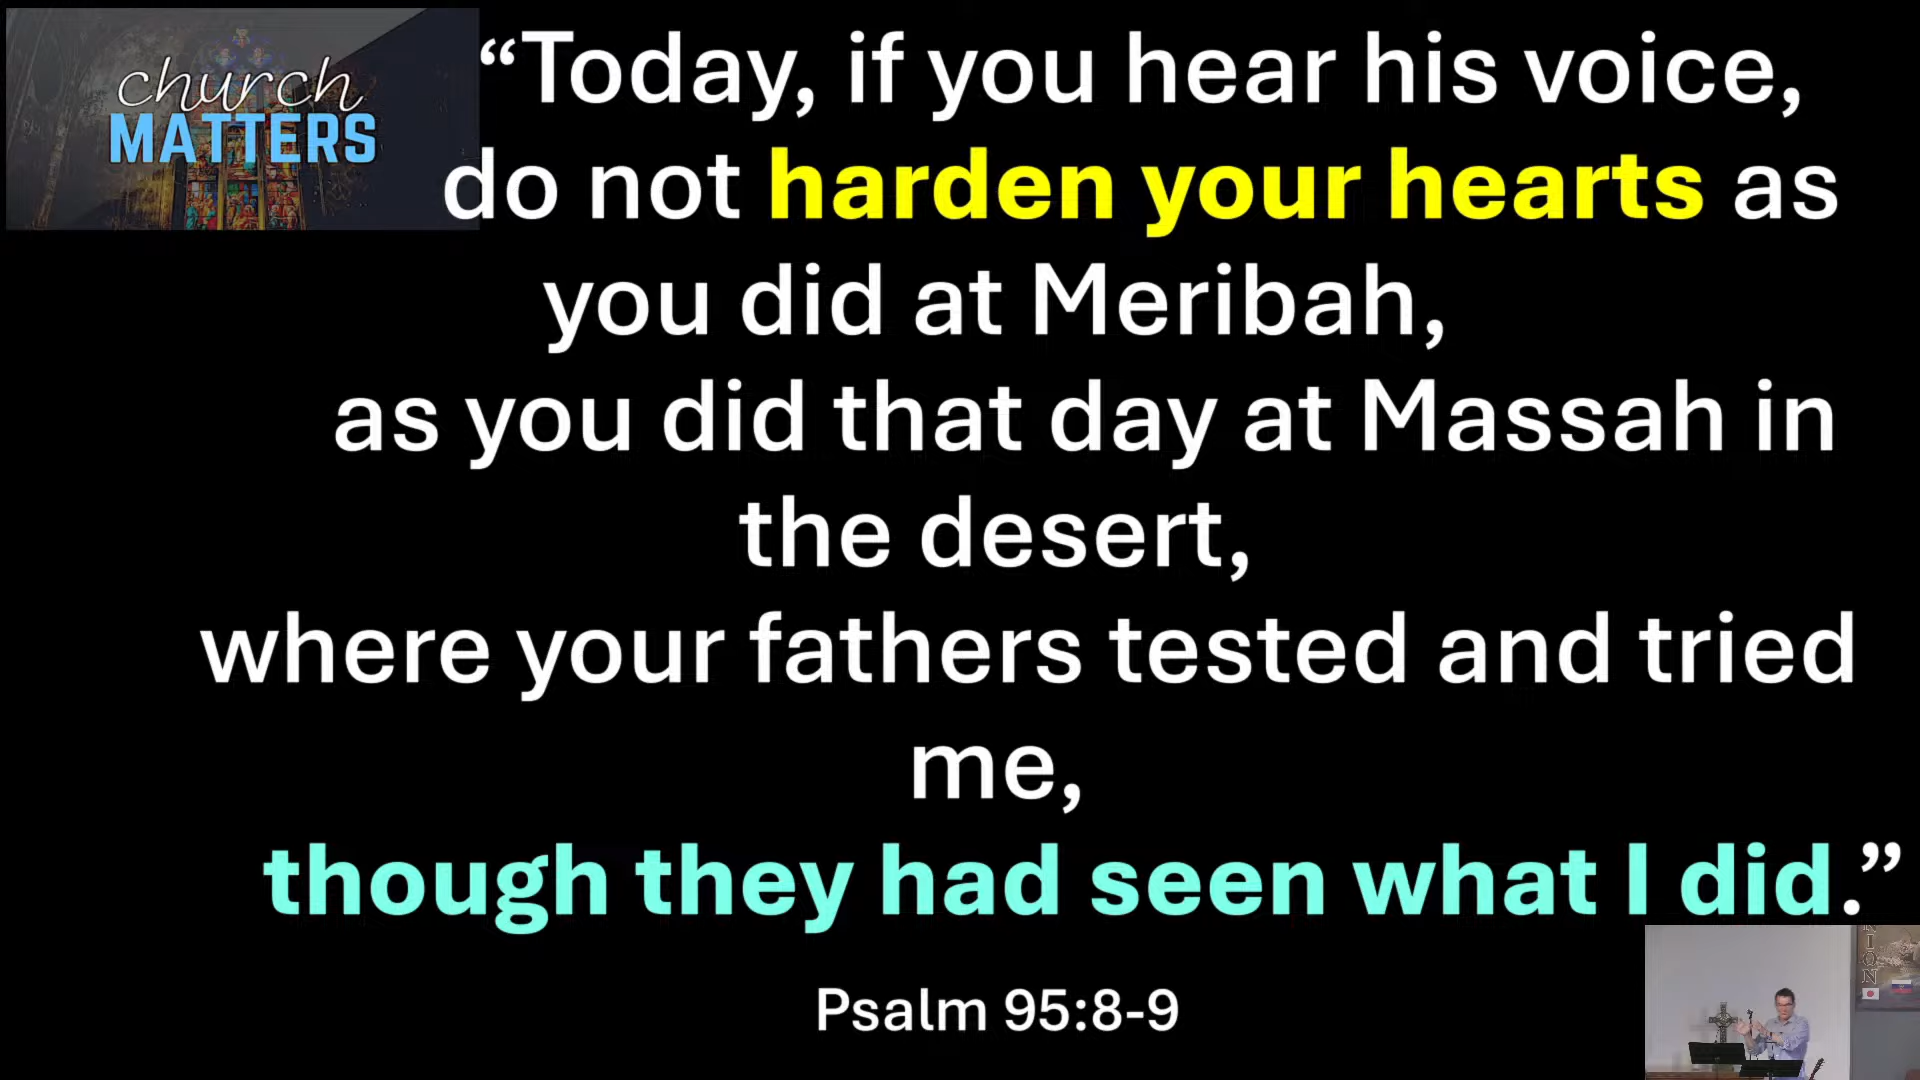 church
MATTERS
“Today, if you hear his voice,
do not harden your hearts as
you did at Meribah,
as you did that day at Massah in
the desert,
where your fathers tested and tried
me,
though they had seen what I did.”
Psalm 95:8-9